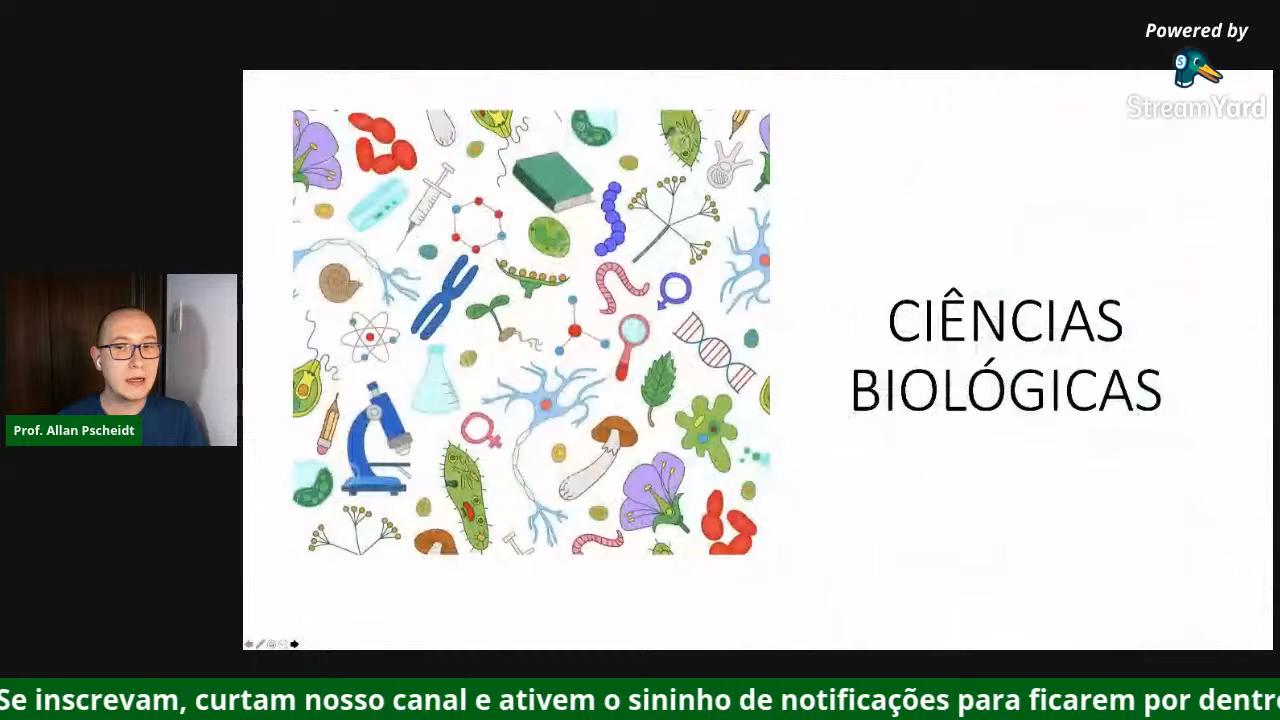 Powered by
StreamYard
CIÊNCIAS
BIOLÓGICAS
Prof. Allan Pscheidt
Se inscrevam, curtam nosso canal e ativem o sininho de notificações para ficarem por dentro